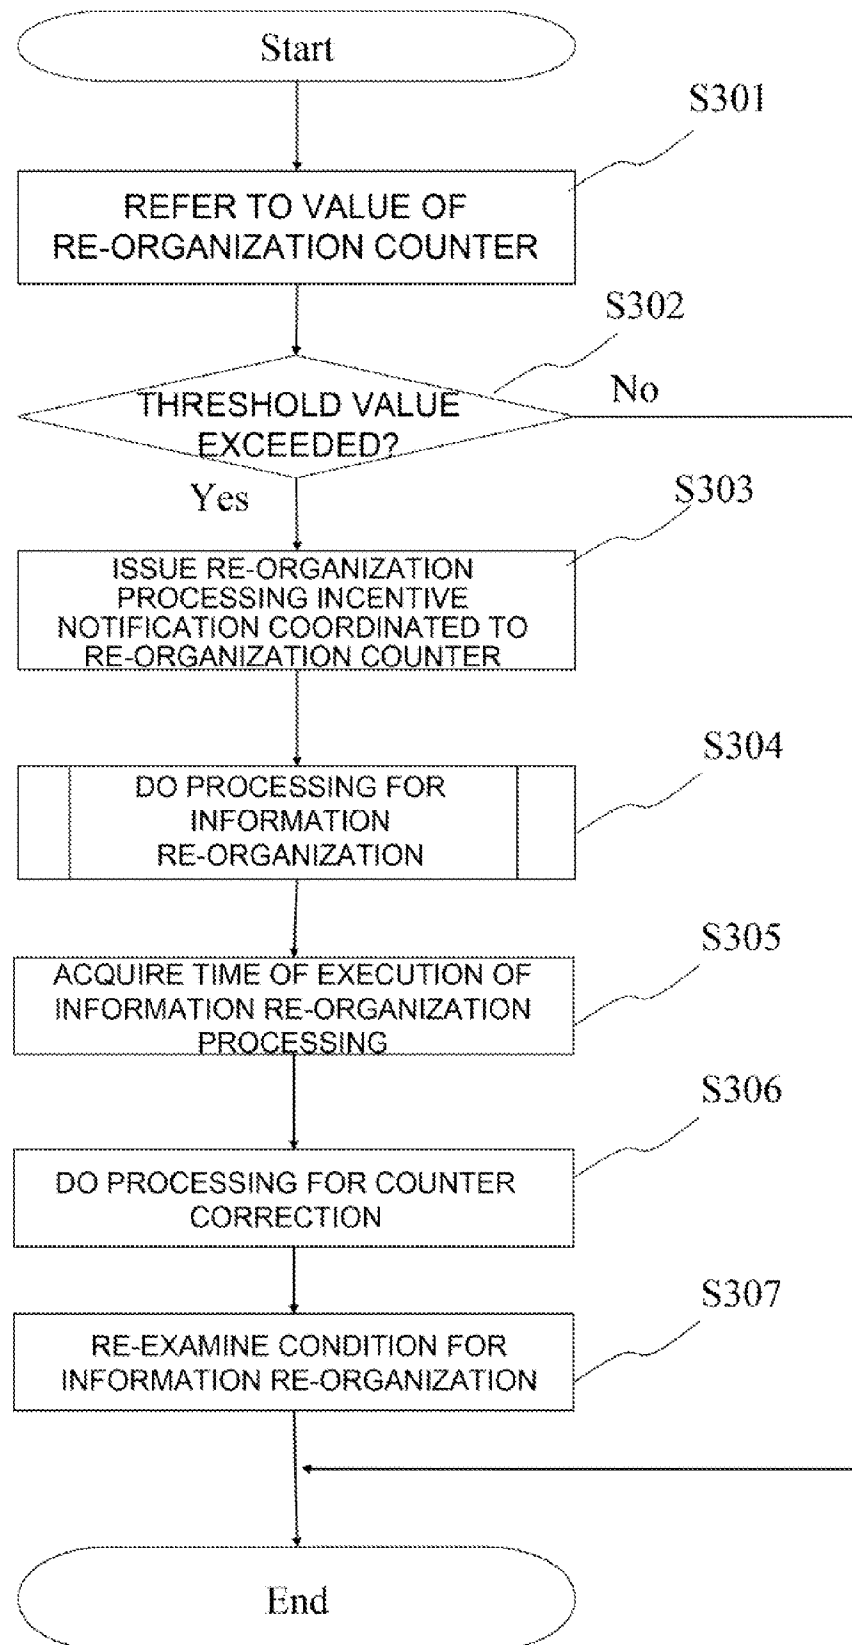 Start
S301
REFER TO VALUE OF
RE-ORGANIZATION COUNTER
S302
THRESHOLD VALUE
EXCEEDED?
No
Yes
S303
ISSUE RE-ORGANIZATION
PROCESSING INCENTIVE
NOTIFICATION COORDINATED TO
RE-ORGANIZATION COUNTER
S304
DO PROCESSING FOR
INFORMATION
RE-ORGANIZATION
S305
ACQUIRE TIME OF EXECUTION OF
INFORMATION RE-ORGANIZATION
PROCESSING
S306
DO PROCESSING FOR COUNTER
CORRECTION
S307
RE-EXAMINE CONDITION FOR
INFORMATION RE-ORGANIZATION
End